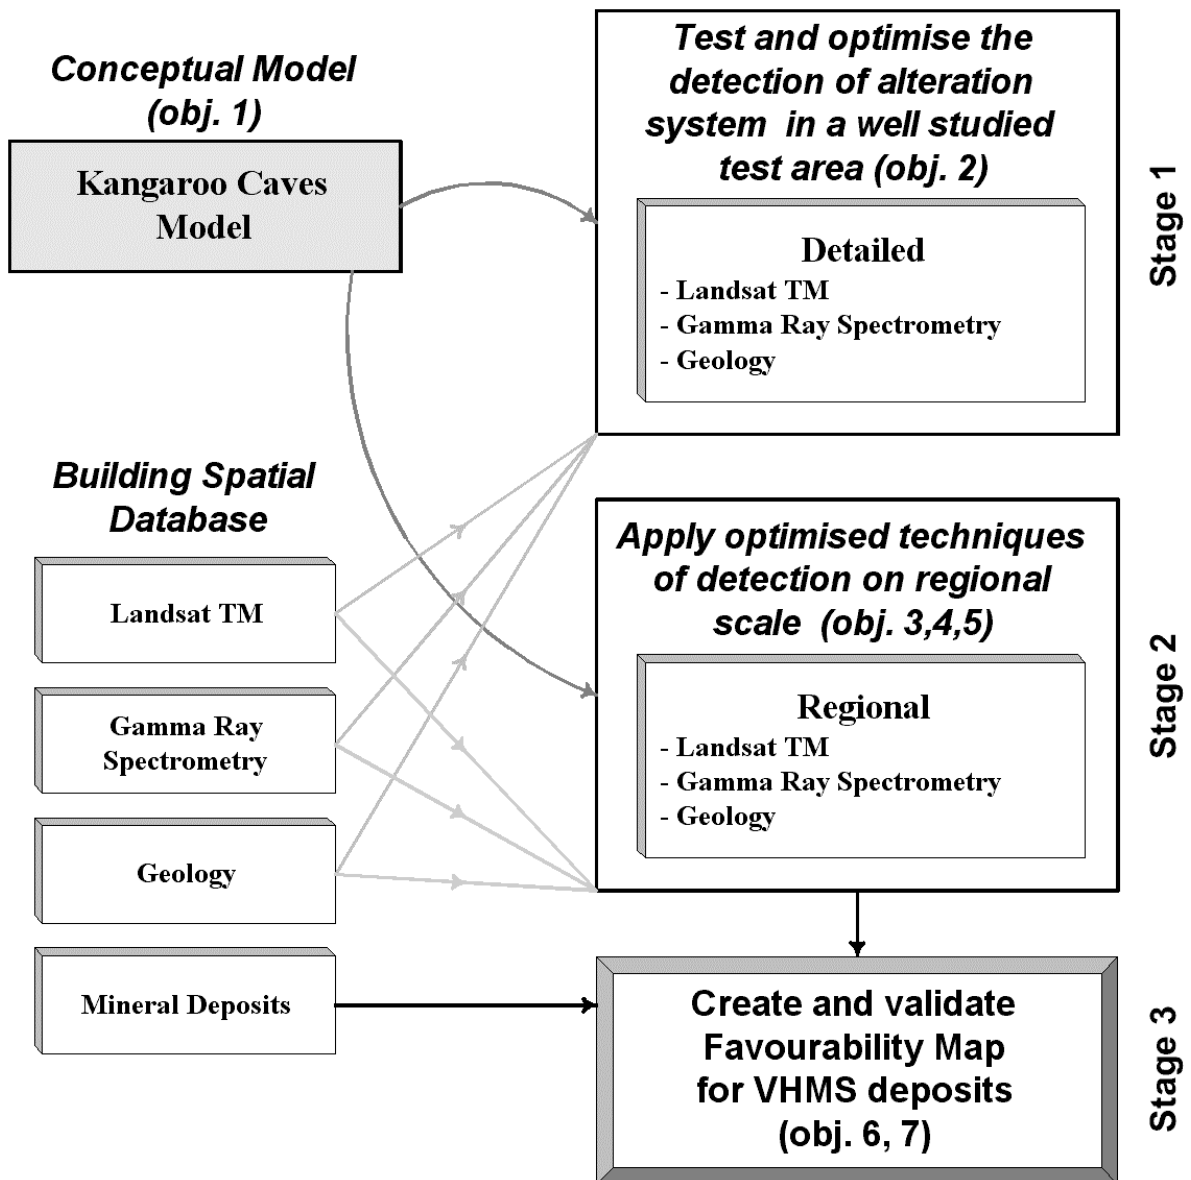 Conceptual Model
(obj. 1)
Kangaroo Caves
Model
Test and optimise the
detection of alteration
system in a well studied
test area (obj. 2)
Detailed
- Landsat TM
- Gamma Ray Spectrometry
- Geology
Stage 1
Building Spatial
Database
Landsat TM
Gamma Ray
Spectrometry
Geology
Mineral Deposits
Apply optimised techniques
of detection on regional
scale (obj. 3,4,5)
Regional
- Landsat TM
- Gamma Ray Spectrometry
- Geology
Stage 2
Create and validate
Favourability Map
for VHMS deposits
(obj. 6, 7)
Stage 3